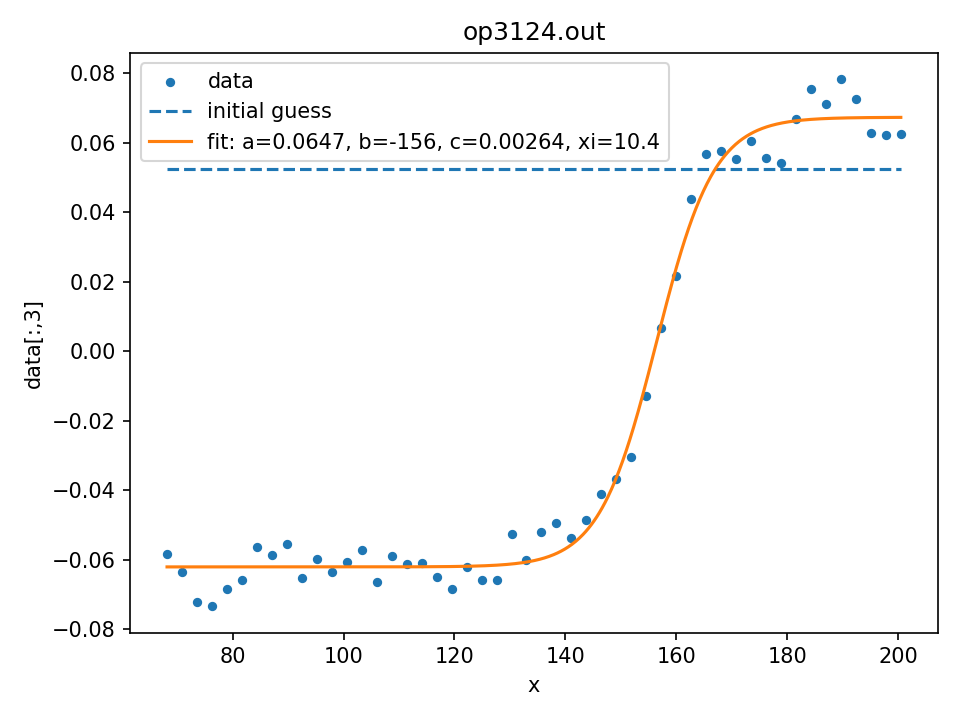 op3124.out
data
initial guess
fit: a=0.0647, b=-156, c=0.00264, xi=10.4
0.08
0.06
0.04
0.02
0.00
−0.02
−0.04
−0.06
−0.08
data[:,3]
80 100 120 140 160 180 200
x